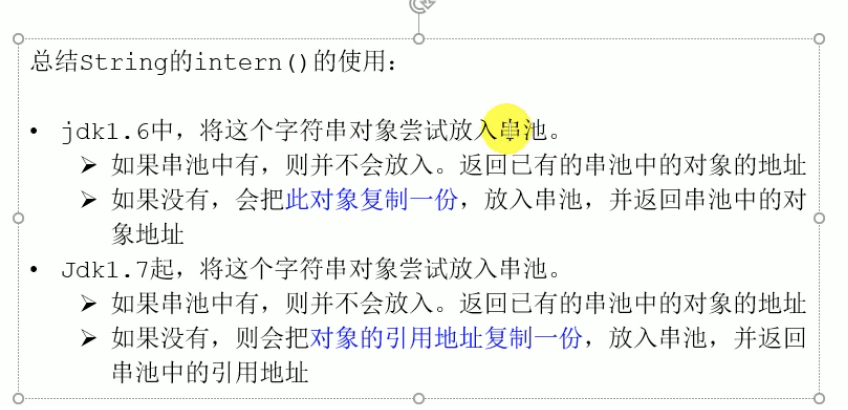 总结String的intern()的使用：
• jdk1.6中，将这个字符串对象尝试放入串池。
➢ 如果串池中有，则并不会放入。返回已有的串池中的对象的地址
➢ 如果没有，会把此对象复制一份，放入串池，并返回串池中的对
象地址
• Jdk1.7起，将这个字符串对象尝试放入串池。
➢ 如果串池中有，则并不会放入。返回已有的串池中的对象的地址
➢ 如果没有，则会把对象的引用地址复制一份，放入串池，并返回
串池中的引用地址